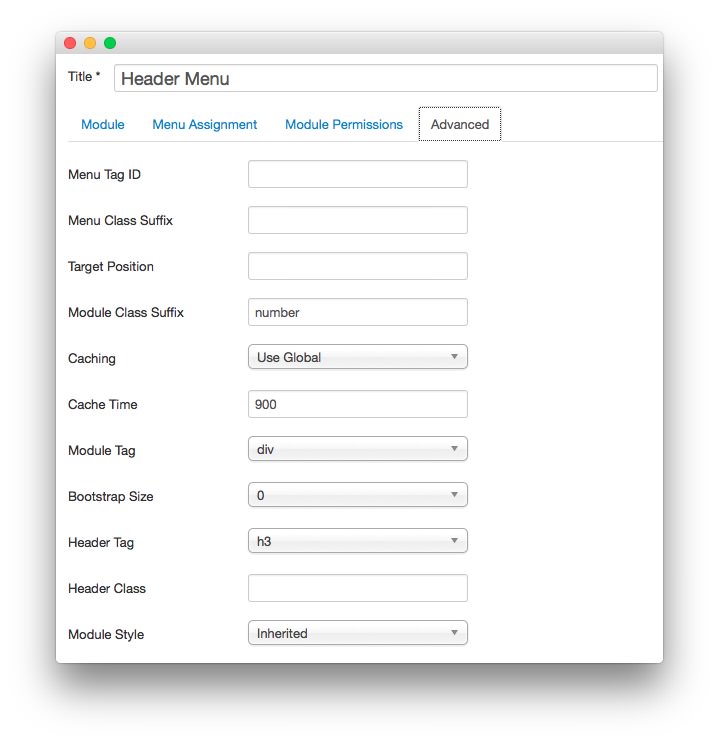 Title * Header Menu
Module Menu Assignment Module Permissions Advanced
Menu Tag ID
Menu Class Suffix
Target Position
Module Class Suffix number
Caching Use Global
Cache Time 900
Module Tag div
Bootstrap Size 0
Header Tag h3
Header Class
Module Style Inherited